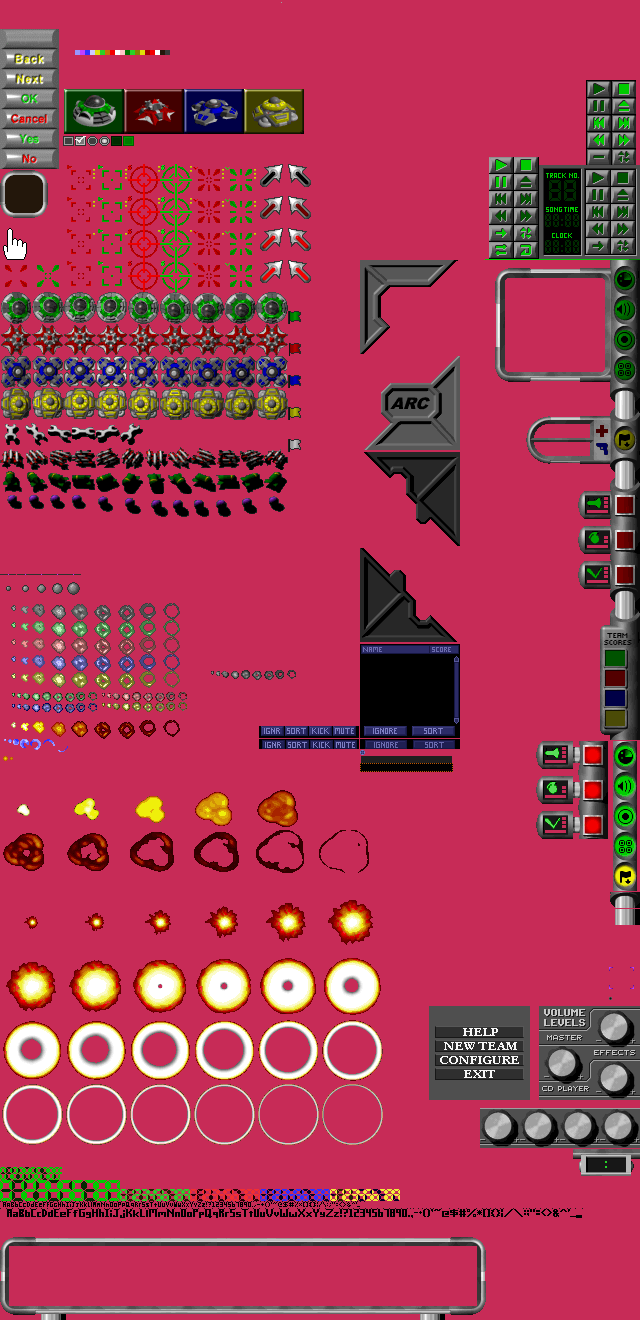 Back
Next
OK
Cancel
Yes
No
TRACK NO.
SONG TIME
CLOCK
ARC
TEAM
SCORES
NAME SCORE
IGNR SORT KICK MUTE IGNORE SORT
IGNR SORT KICK MUTE IGNORE SORT
VOLUME
LEVELS
MASTER
EFFECTS
CD PLAYER
HELP
NEW TEAM
CONFIGURE
EXIT